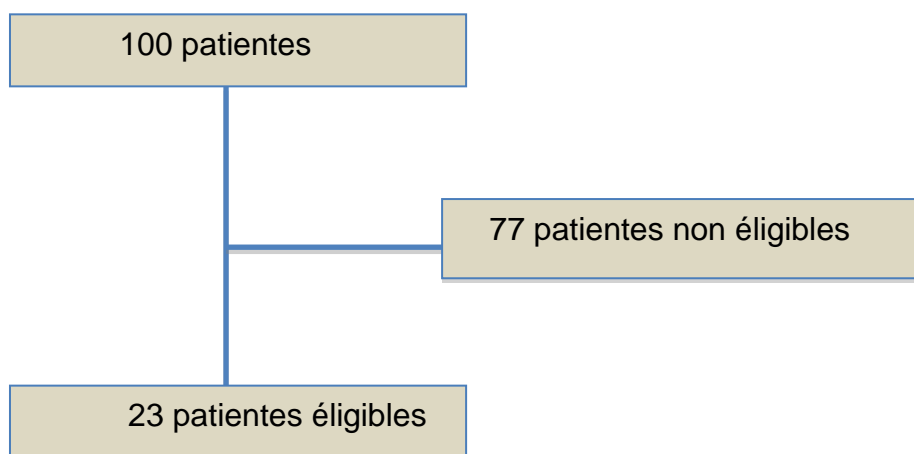 100 patientes
77 patientes non éligibles
23 patientes éligibles